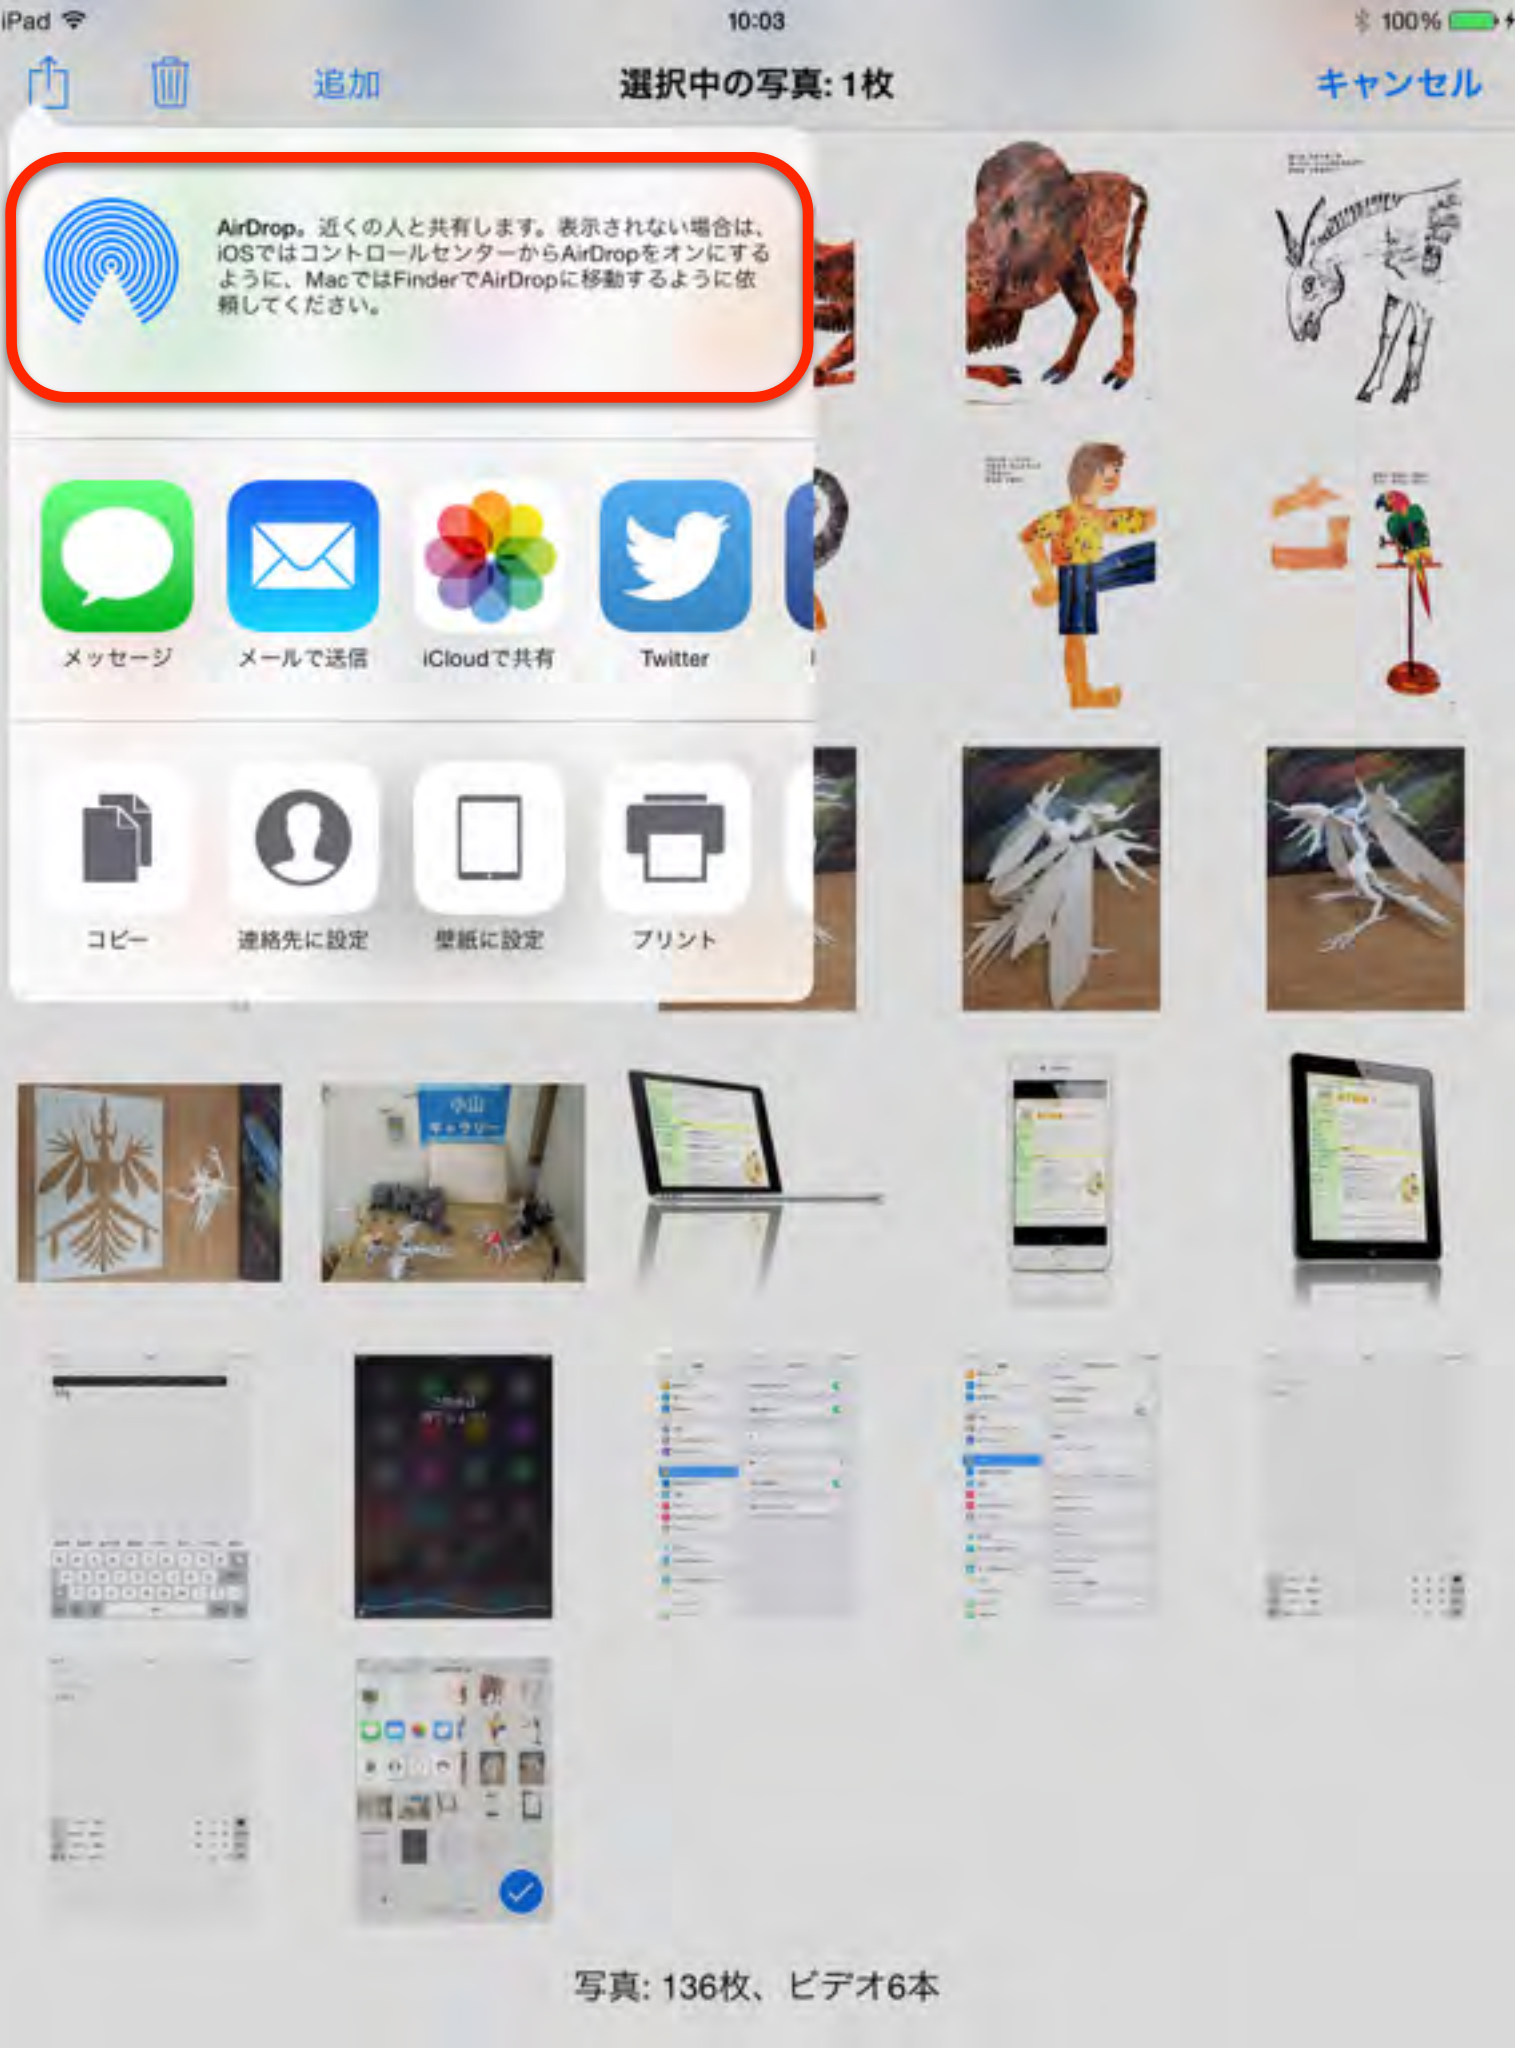 iPad
10:03
100%
追加
選択中の写真: 1枚
キャンセル
AirDrop。近くの人と共有します。表示されない場合は、
iOSではコントロールセンターからAirDropをオンにする
ように、MacではFinderでAirDropに移動するように依
頼してください。
メッセージ
メールで送信
iCloudで共有
Twitter
コピー
連絡先に設定
壁紙に設定
プリント
小山
ギャラリー
写真: 136枚、ビデオ6本